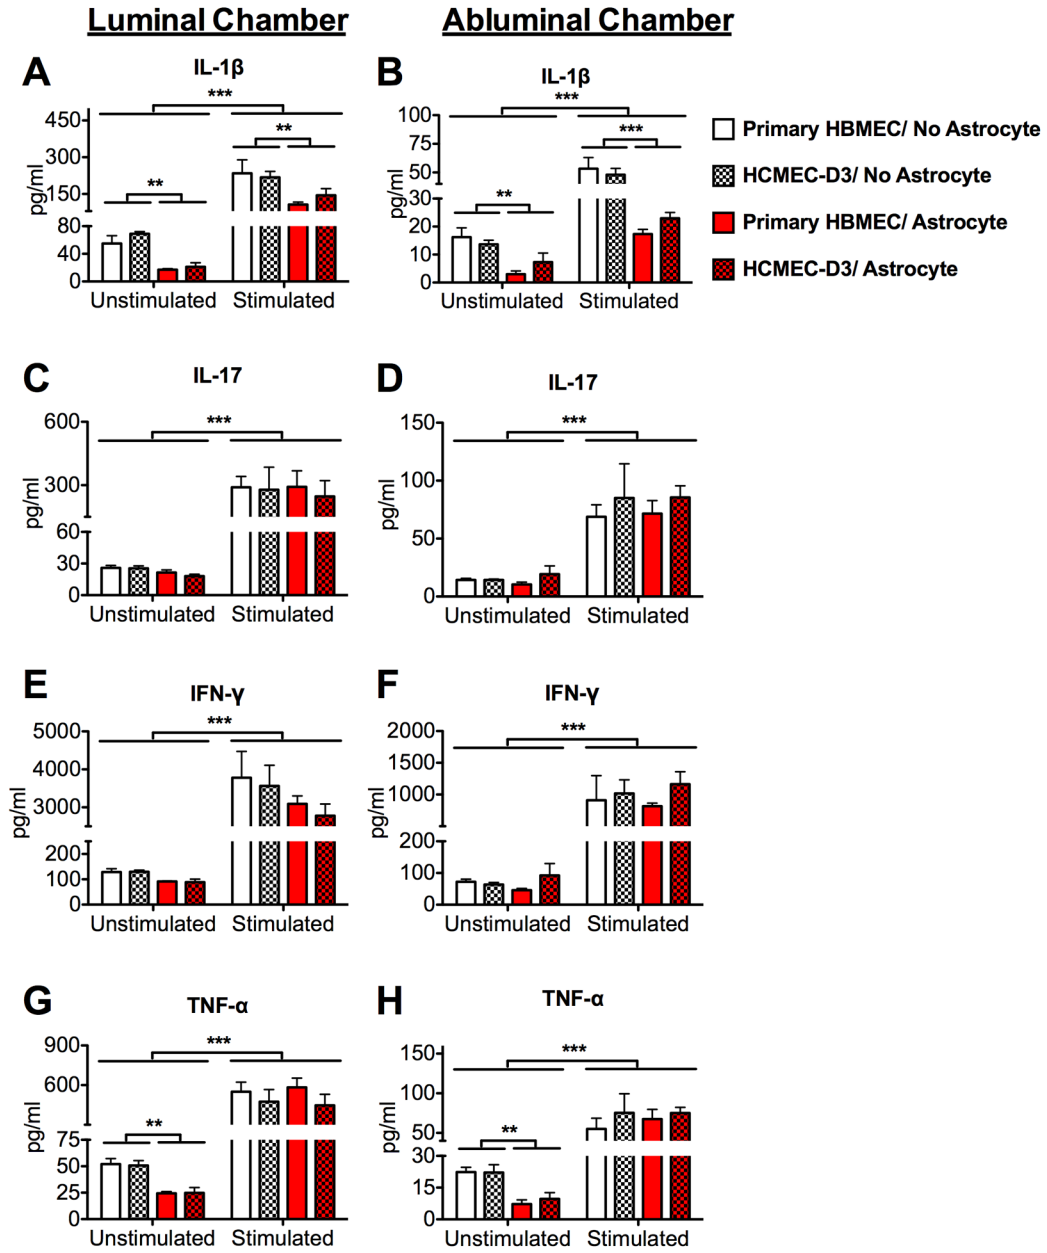 Luminal Chamber
Abluminal Chamber
A
IL-1β
***
**
**
450
300
150
80
40
0
pg/ml
Unstimulated
Stimulated
B
IL-1β
***
***
**
100
75
50
30
20
10
0
pg/ml
Unstimulated
Stimulated
Primary HBMEC/ No Astrocyte
HCMEC-D3/ No Astrocyte
Primary HBMEC/ Astrocyte
HCMEC-D3/ Astrocyte
C
IL-17
***
600
300
60
30
0
pg/ml
Unstimulated
Stimulated
D
IL-17
***
150
100
50
0
pg/ml
Unstimulated
Stimulated
E
IFN-γ
***
5000
4000
3000
200
100
0
pg/ml
Unstimulated
Stimulated
F
IFN-γ
***
2000
1500
1000
200
100
0
pg/ml
Unstimulated
Stimulated
G
TNF-α
***
**
900
600
75
50
25
0
pg/ml
Unstimulated
Stimulated
H
TNF-α
***
**
150
100
50
30
15
0
pg/ml
Unstimulated
Stimulated